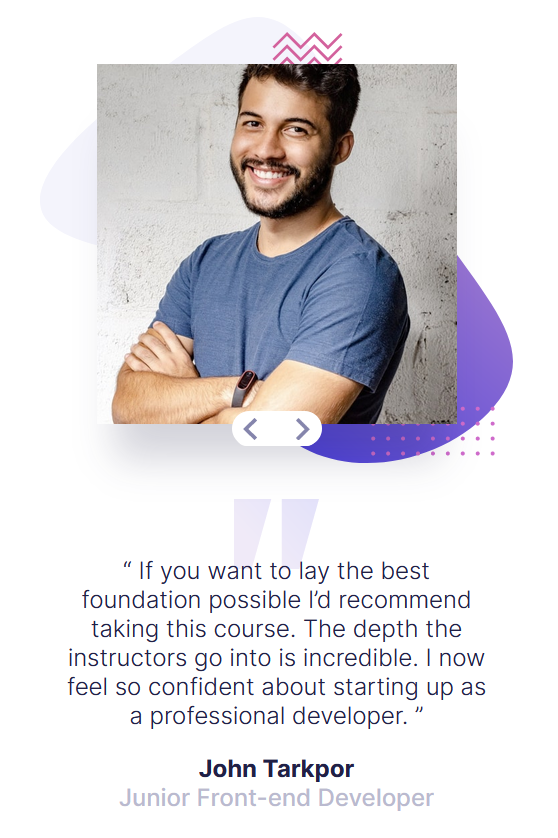 “ If you want to lay the best
foundation possible I’d recommend
taking this course. The depth the
instructors go into is incredible. I now
feel so confident about starting up as
a professional developer. ”
John Tarkpor
Junior Front-end Developer